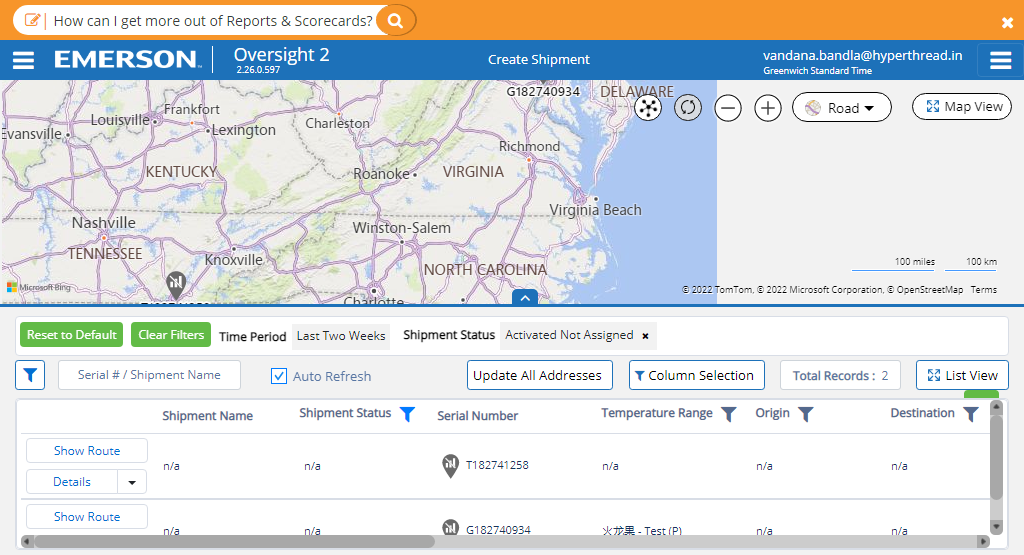 How can I get more out of Reports & Scorecards?
EMERSON
Oversight 2
2.26.0.597
Create Shipment
vandana.bandla@hyperthread.in
Greenwich Standard Time
G182740934
DELAWARE
Road
Map View
Frankfort
Louisville
Evansville
Lexington
Charleston
Richmond
KENTUCKY
Roanoke
VIRGINIA
Virginia Beach
Nashville
Winston-Salem
TENNESSEE
Knoxville
NORTH CAROLINA
100 miles
100 km
Microsoft Bing
© 2022 TomTom, © 2022 Microsoft Corporation, © OpenStreetMap Terms
Charlotte
Reset to Default
Clear Filters
Time Period
Last Two Weeks
Shipment Status
Activated Not Assigned ×
Serial # / Shipment Name
Auto Refresh
Update All Addresses
Column Selection
Total Records : 2
List View
Shipment Name
Shipment Status
Serial Number
Temperature Range
Origin
Destination
Show Route
Details
n/a
n/a
T182741258
n/a
n/a
n/a
Show Route
n/a
n/a
G182740934
火龙果 - Test (P)
n/a
n/a